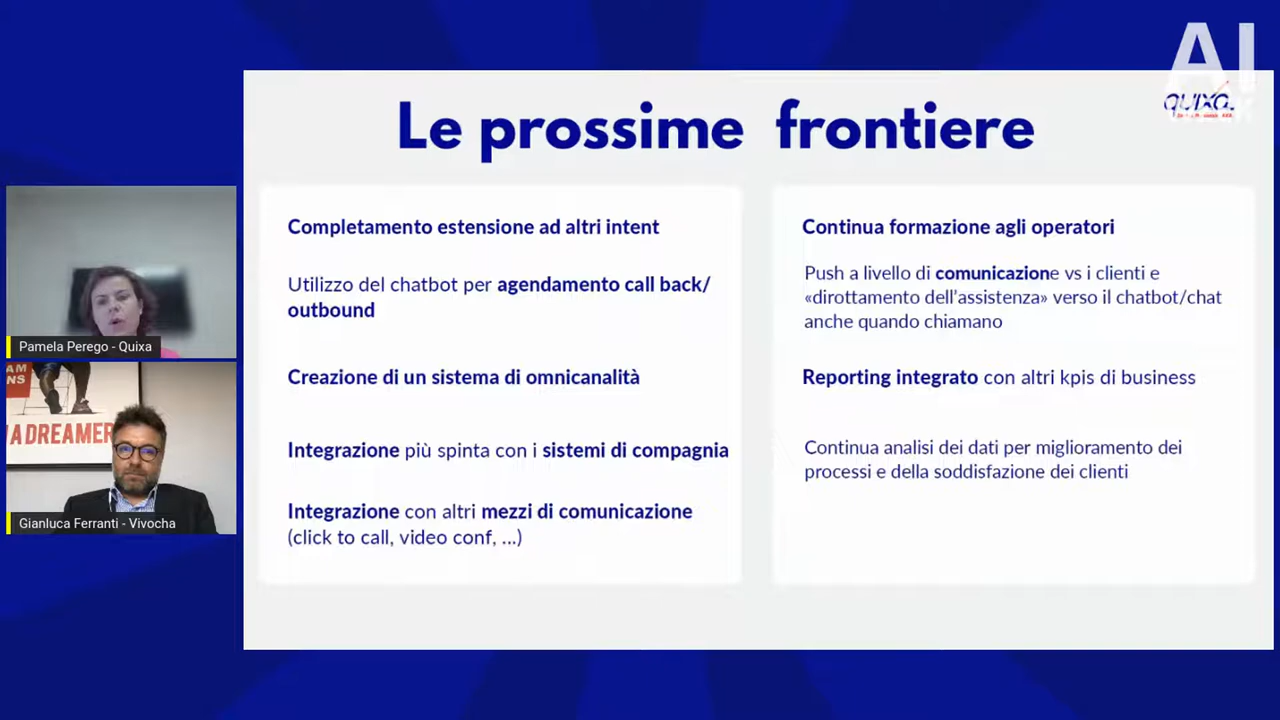 AI
QUIXA
Le prossime frontiere
Completamento estensione ad altri intent
Utilizzo del chatbot per agendamento call back/
outbound
Creazione di un sistema di omnicanalità
Integrazione più spinta con i sistemi di compagnia
Integrazione con altri mezzi di comunicazione
(click to call, video conf, ...)
Continua formazione agli operatori
Push a livello di comunicazione vs i clienti e
«dirottamento dell'assistenza» verso il chatbot/chat
anche quando chiamano
Reporting integrato con altri kpis di business
Continua analisi dei dati per miglioramento dei
processi e della soddisfazione dei clienti
Pamela Perego - Quixa
A DREAMER
Gianluca Ferranti - Vivocha